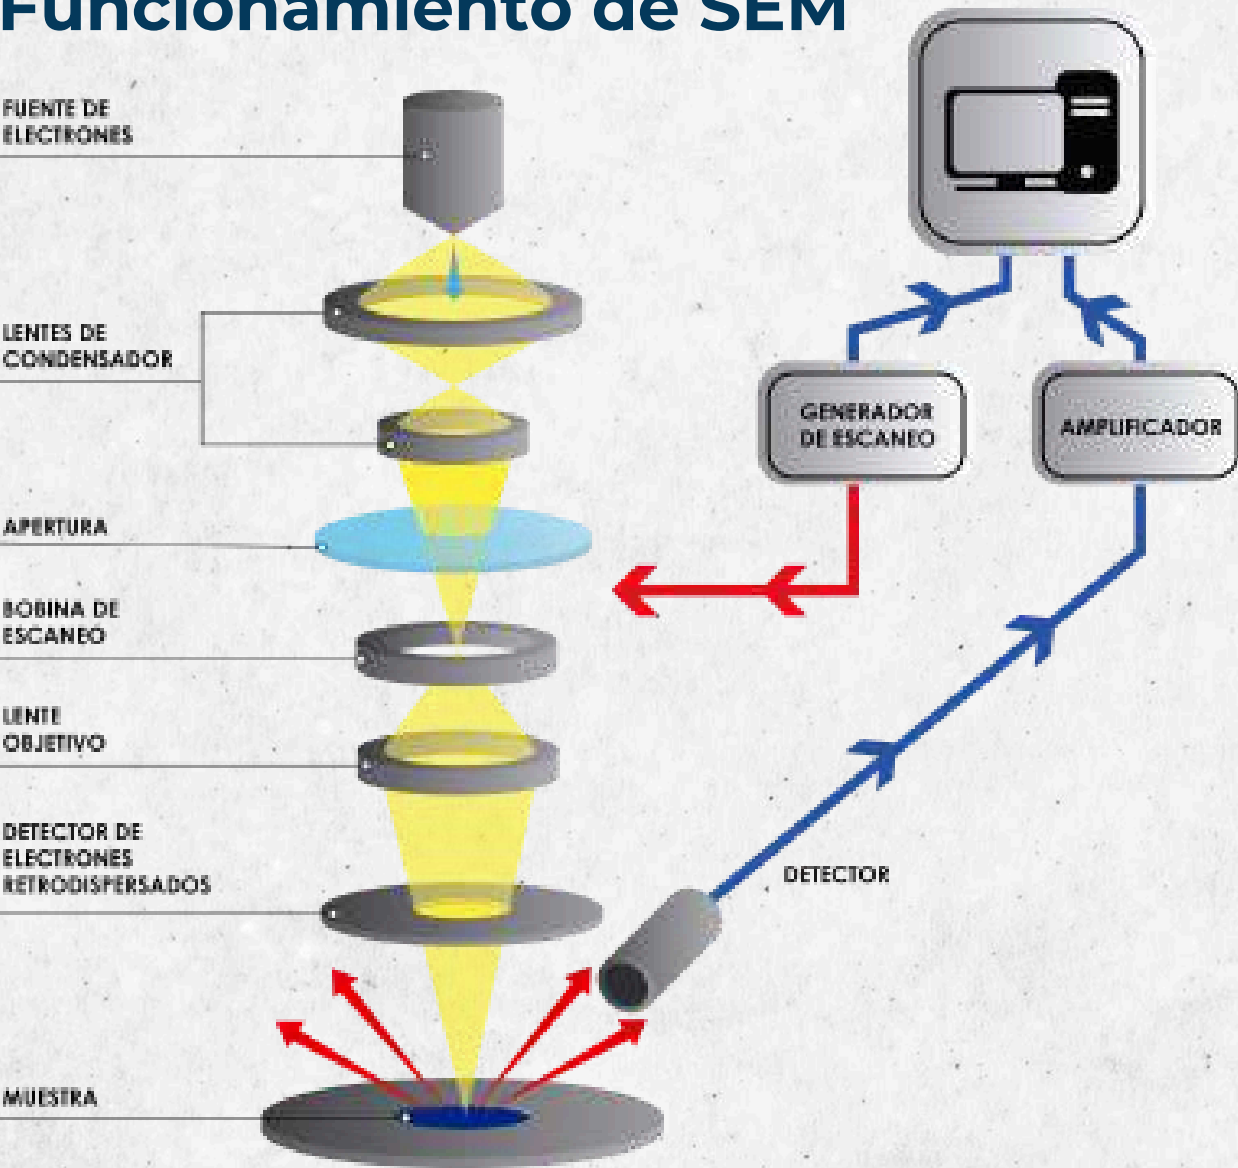 Funcionamiento de SEM
FUENTE DE
ELECTRONES
LENTES DE
CONDENSADOR
APERTURA
BOBINA DE
ESCANEO
LENTE
OBJETIVO
DETECTOR DE
ELECTRONES
RETRODISPERSADOS
MUESTRA
GENERADOR
DE ESCANEO
AMPLIFICADOR
DETECTOR